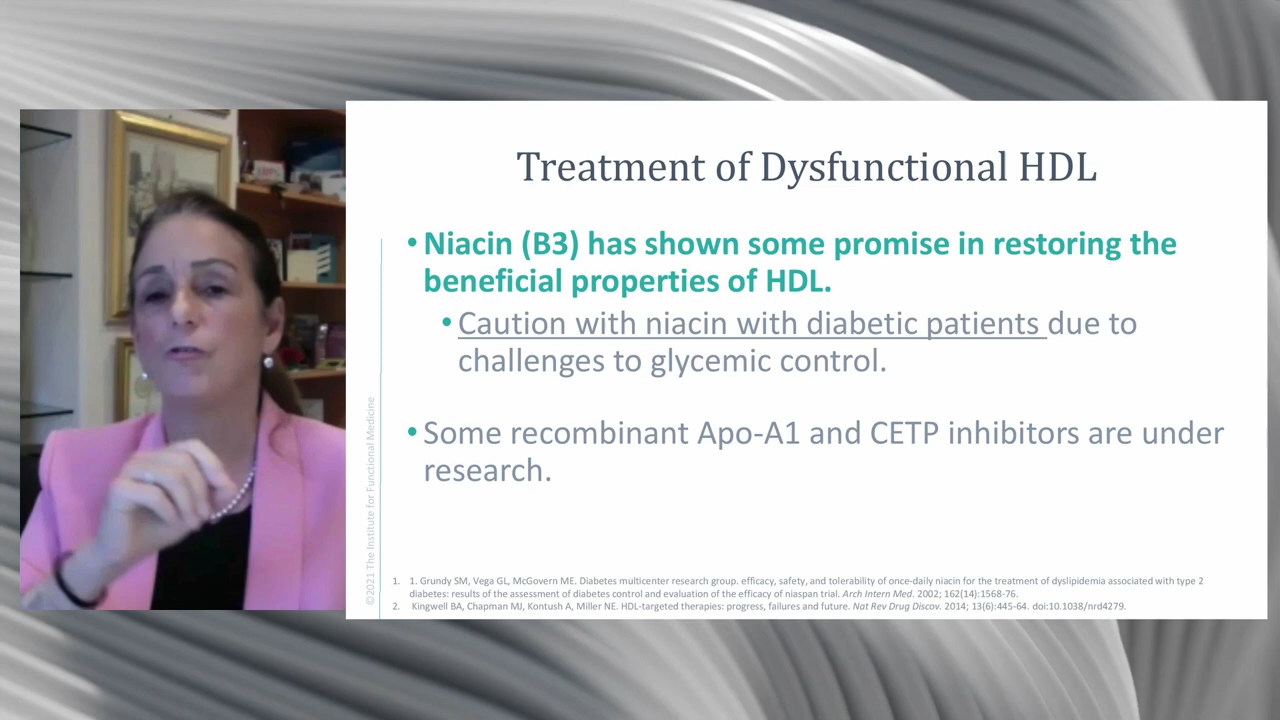 Treatment of Dysfunctional HDL
• Niacin (B3) has shown some promise in restoring the
beneficial properties of HDL.
• Caution with niacin with diabetic patients due to
challenges to glycemic control.
• Some recombinant Apo-A1 and CETP inhibitors are under
research.
©2021 The Institute for Functional Medicine
1. 1. Grundy SM, Vega GL, McGovern ME. Diabetes multicenter research group. efficacy, safety, and tolerability of once-daily niacin for the treatment of dyslipidemia associated with type 2
diabetes: results of the assessment of diabetes control and evaluation of the efficacy of niaspan trial. Arch Intern Med. 2002; 162(14):1568-76.
2. Kingwell BA, Chapman MJ, Kontush A, Miller NE. HDL-targeted therapies: progress, failures and future. Nat Rev Drug Discov. 2014; 13(6):445-64. doi:10.1038/nrd4279.